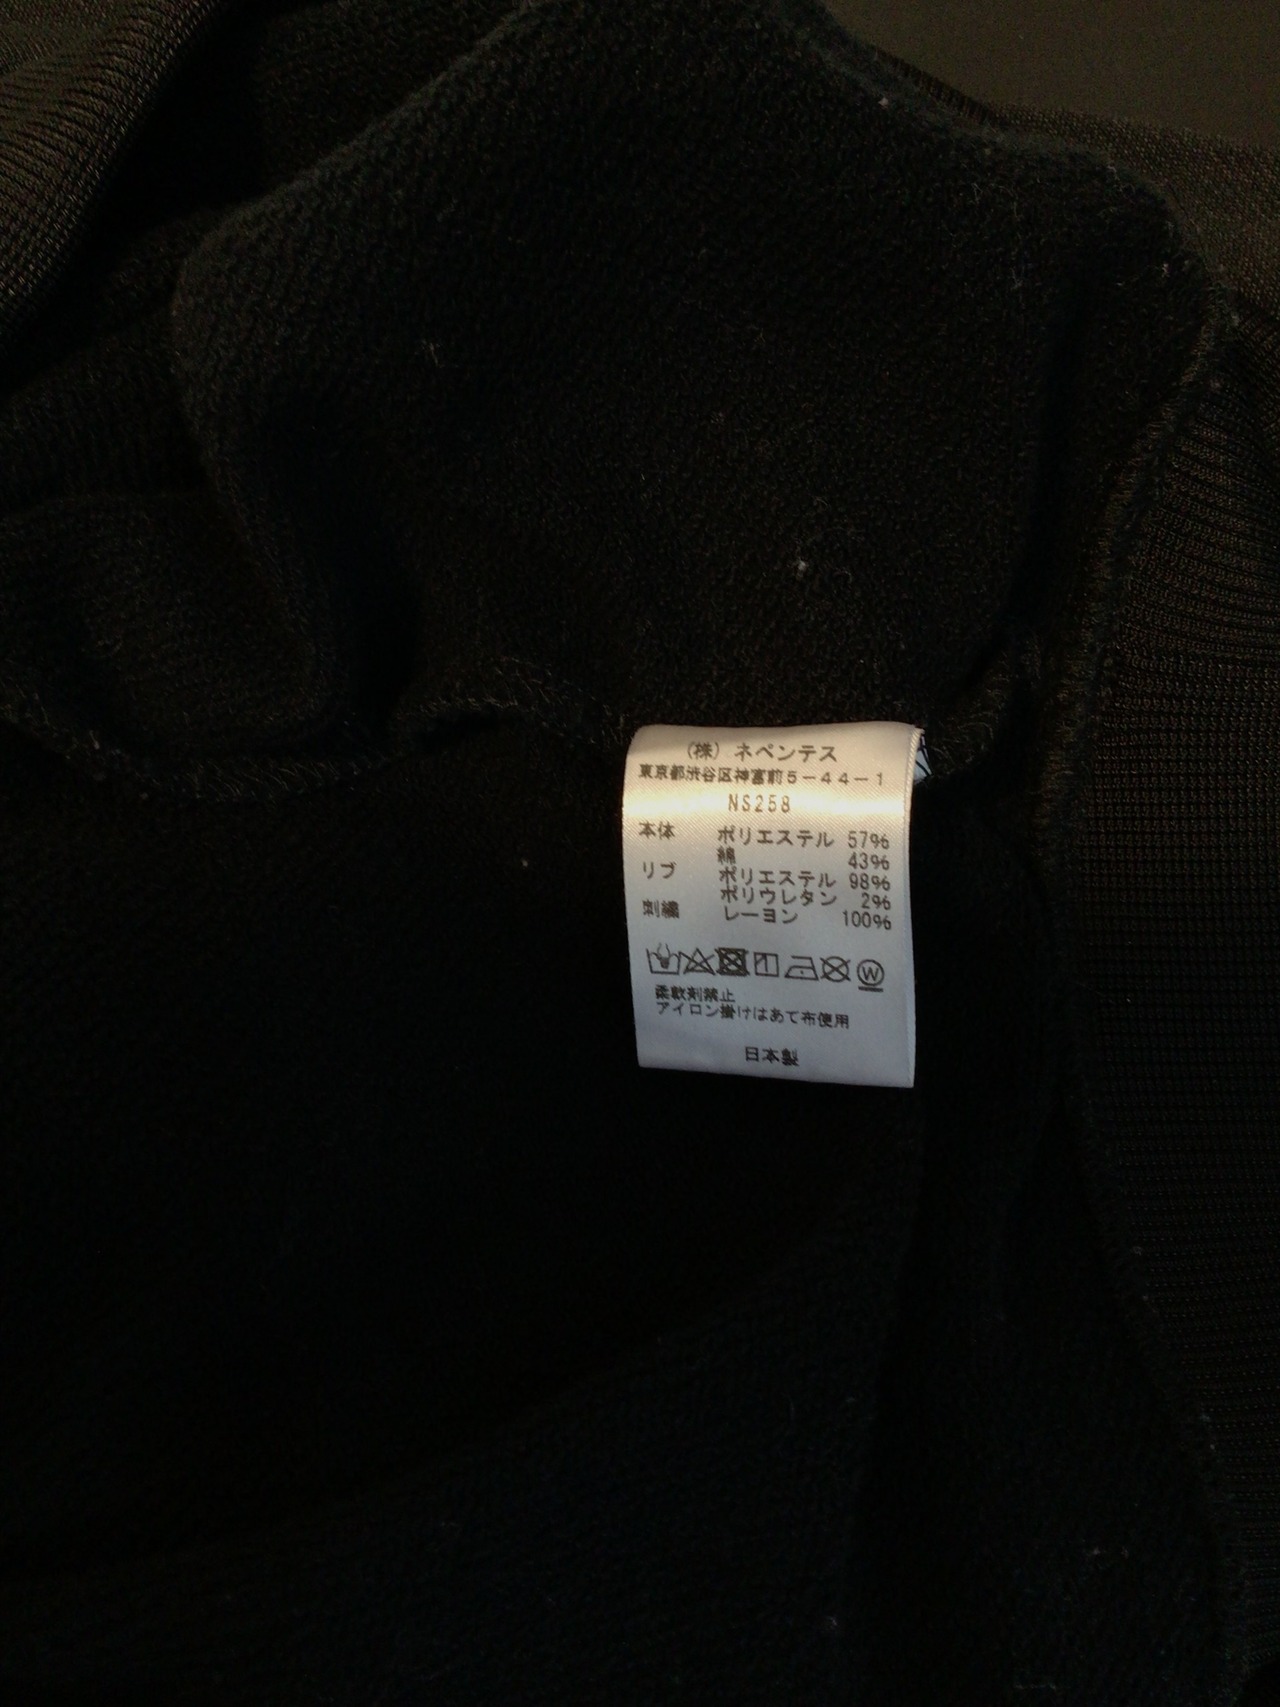 (株) ネペンテス
東京都渋谷区神宮前5-44-1
NS258
本体 ポリエステル 57%
綿 43%
リブ ポリエステル 98%
ポリウレタン 2%
刺繍 レーヨン 100%
W
柔軟剤禁止
アイロン掛けはあて布使用
日本製